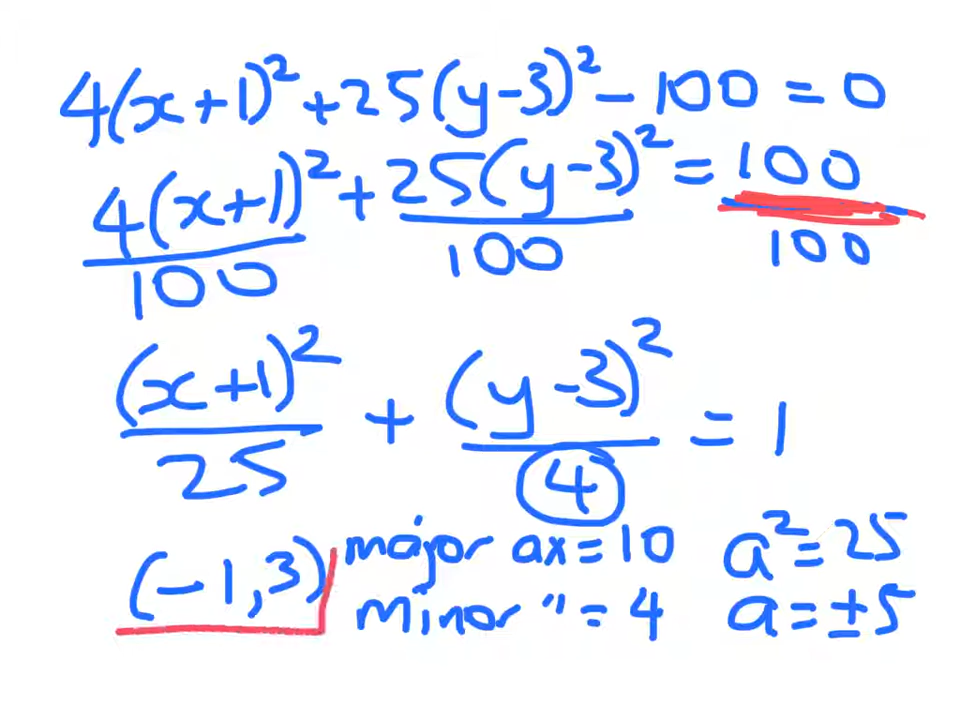 4(x+1)² + 25(y-3)² - 100 = 0
4(x+1)²/100 + 25(y-3)²/100 = 100/100
(x+1)²/25 + (y-3)²/4 = 1
(-1,3) major ax = 10 a² = 25
minor " = 4 a = ±5